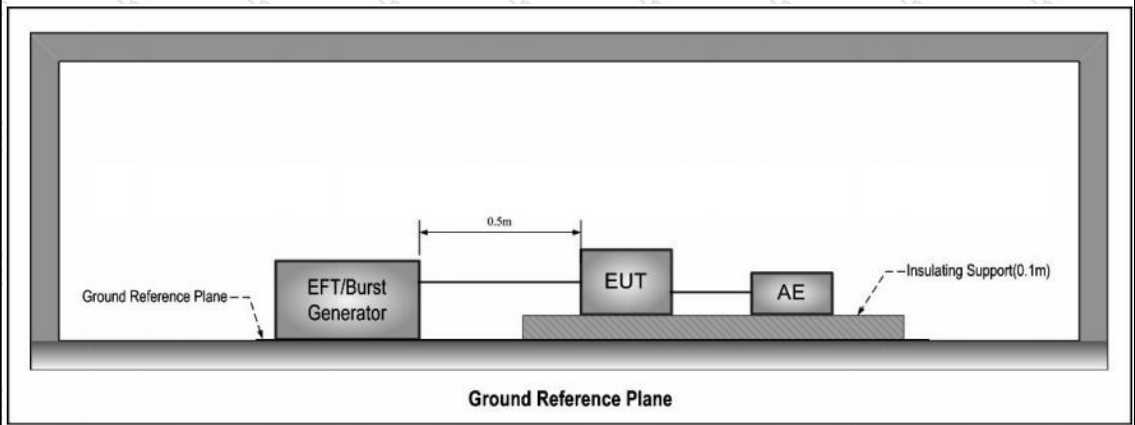 0.5m
EFT/Burst
Generator
EUT
AE
Insulating Support(0.1m)
Ground Reference Plane
Ground Reference Plane